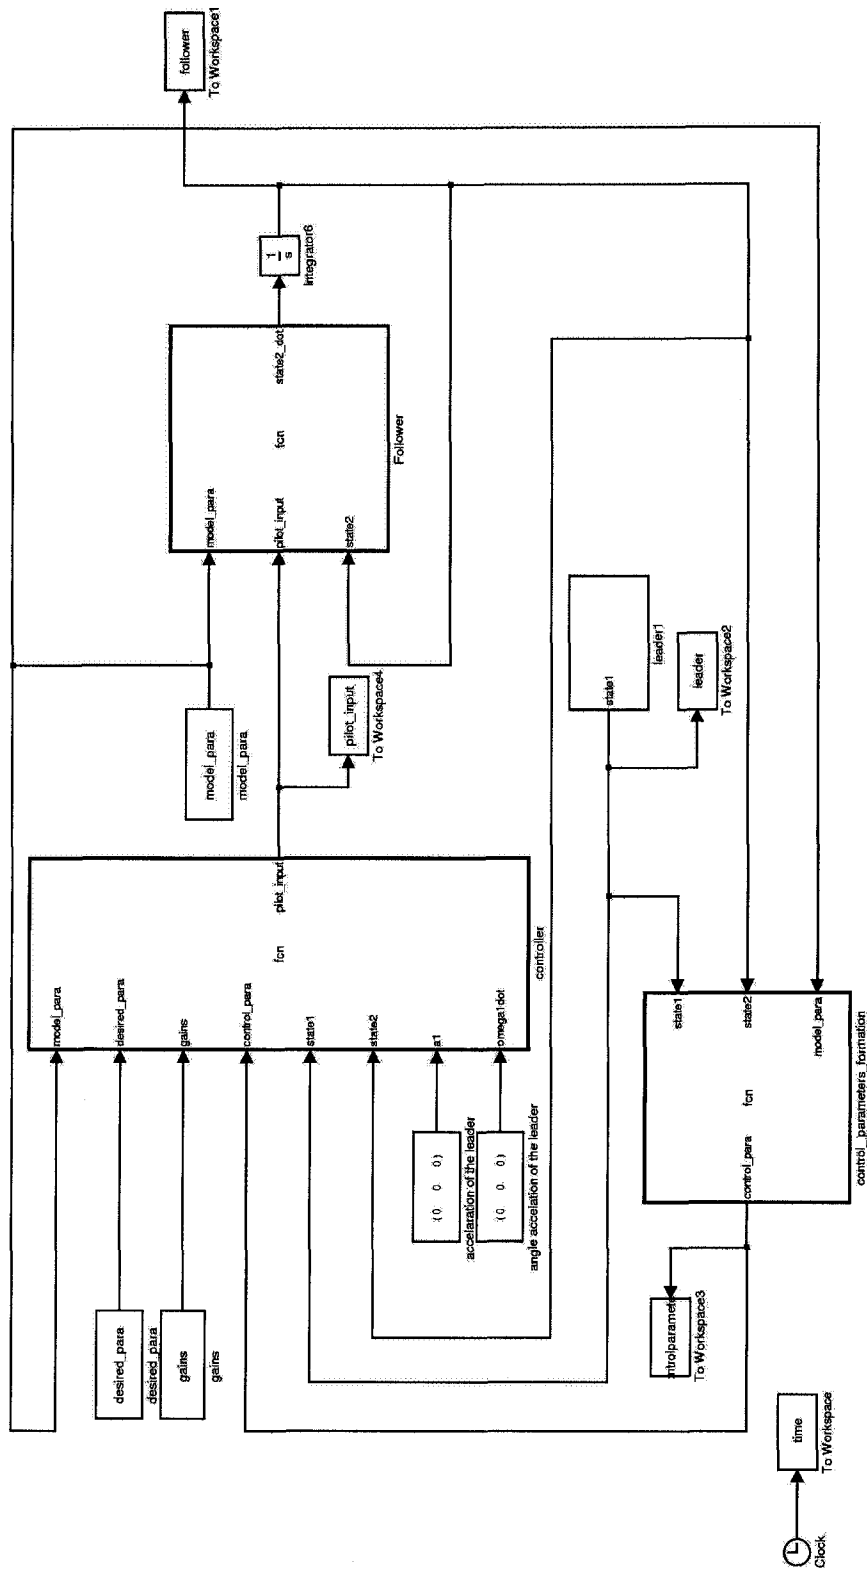 model_para
desired_para
gains
control_para
state1
state2
a1
omega1dot
fcn
pilot_input
controller
desired_para
desired_para
gains
gains
(0 0 0)
accelaration of the leader
(0 0 0)
angle accelation of the leader
model_para
model_para
pilot_input
To Workspace4
model_para
pilot_input
state2
fcn
state2_dot
Follower
1
s
Integrator6
follower
To Workspace1
state1
leader1
leader
To Workspace2
state1
state2
model_para
fcn
control_para
control_parameters_formation
ntrolparamete
To Workspace3
Clock
time
To Workspace